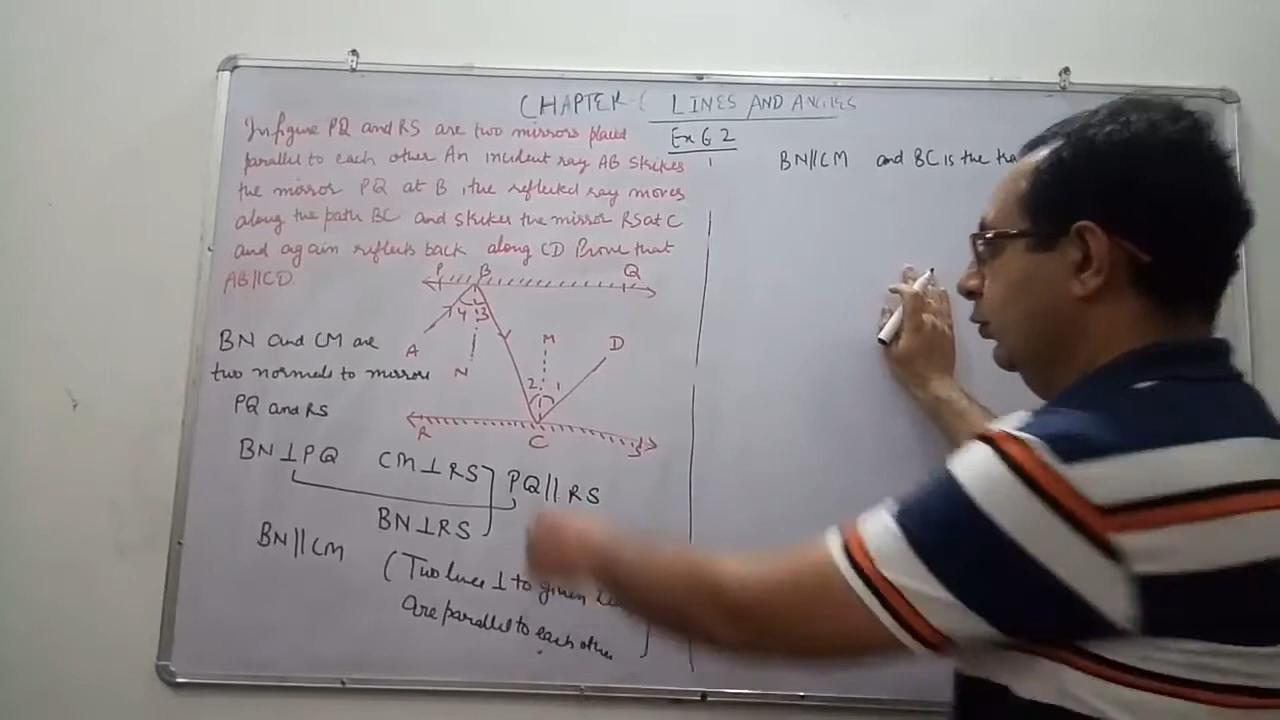 CHAPTER-6 LINES AND ANGLES
Ex 6 2
1
In figure PQ and RS are two mirrors placed
parallel to each other An incident ray AB strikes
the mirror PQ at B, the reflected ray moves
along the path BC and strikes the mirror RS at C
and again reflects back along CD Prove that
AB//CD.
P B Q
4 3
A
N
M D
2 1
R
C
S
BN and CM are
two normals to mirrors
PQ and RS
BN⊥PQ CM⊥RS PQ//RS
BN⊥RS
BN//CM (Two lines ⊥ to given
are parallel to each other
BN//CM and BC is the